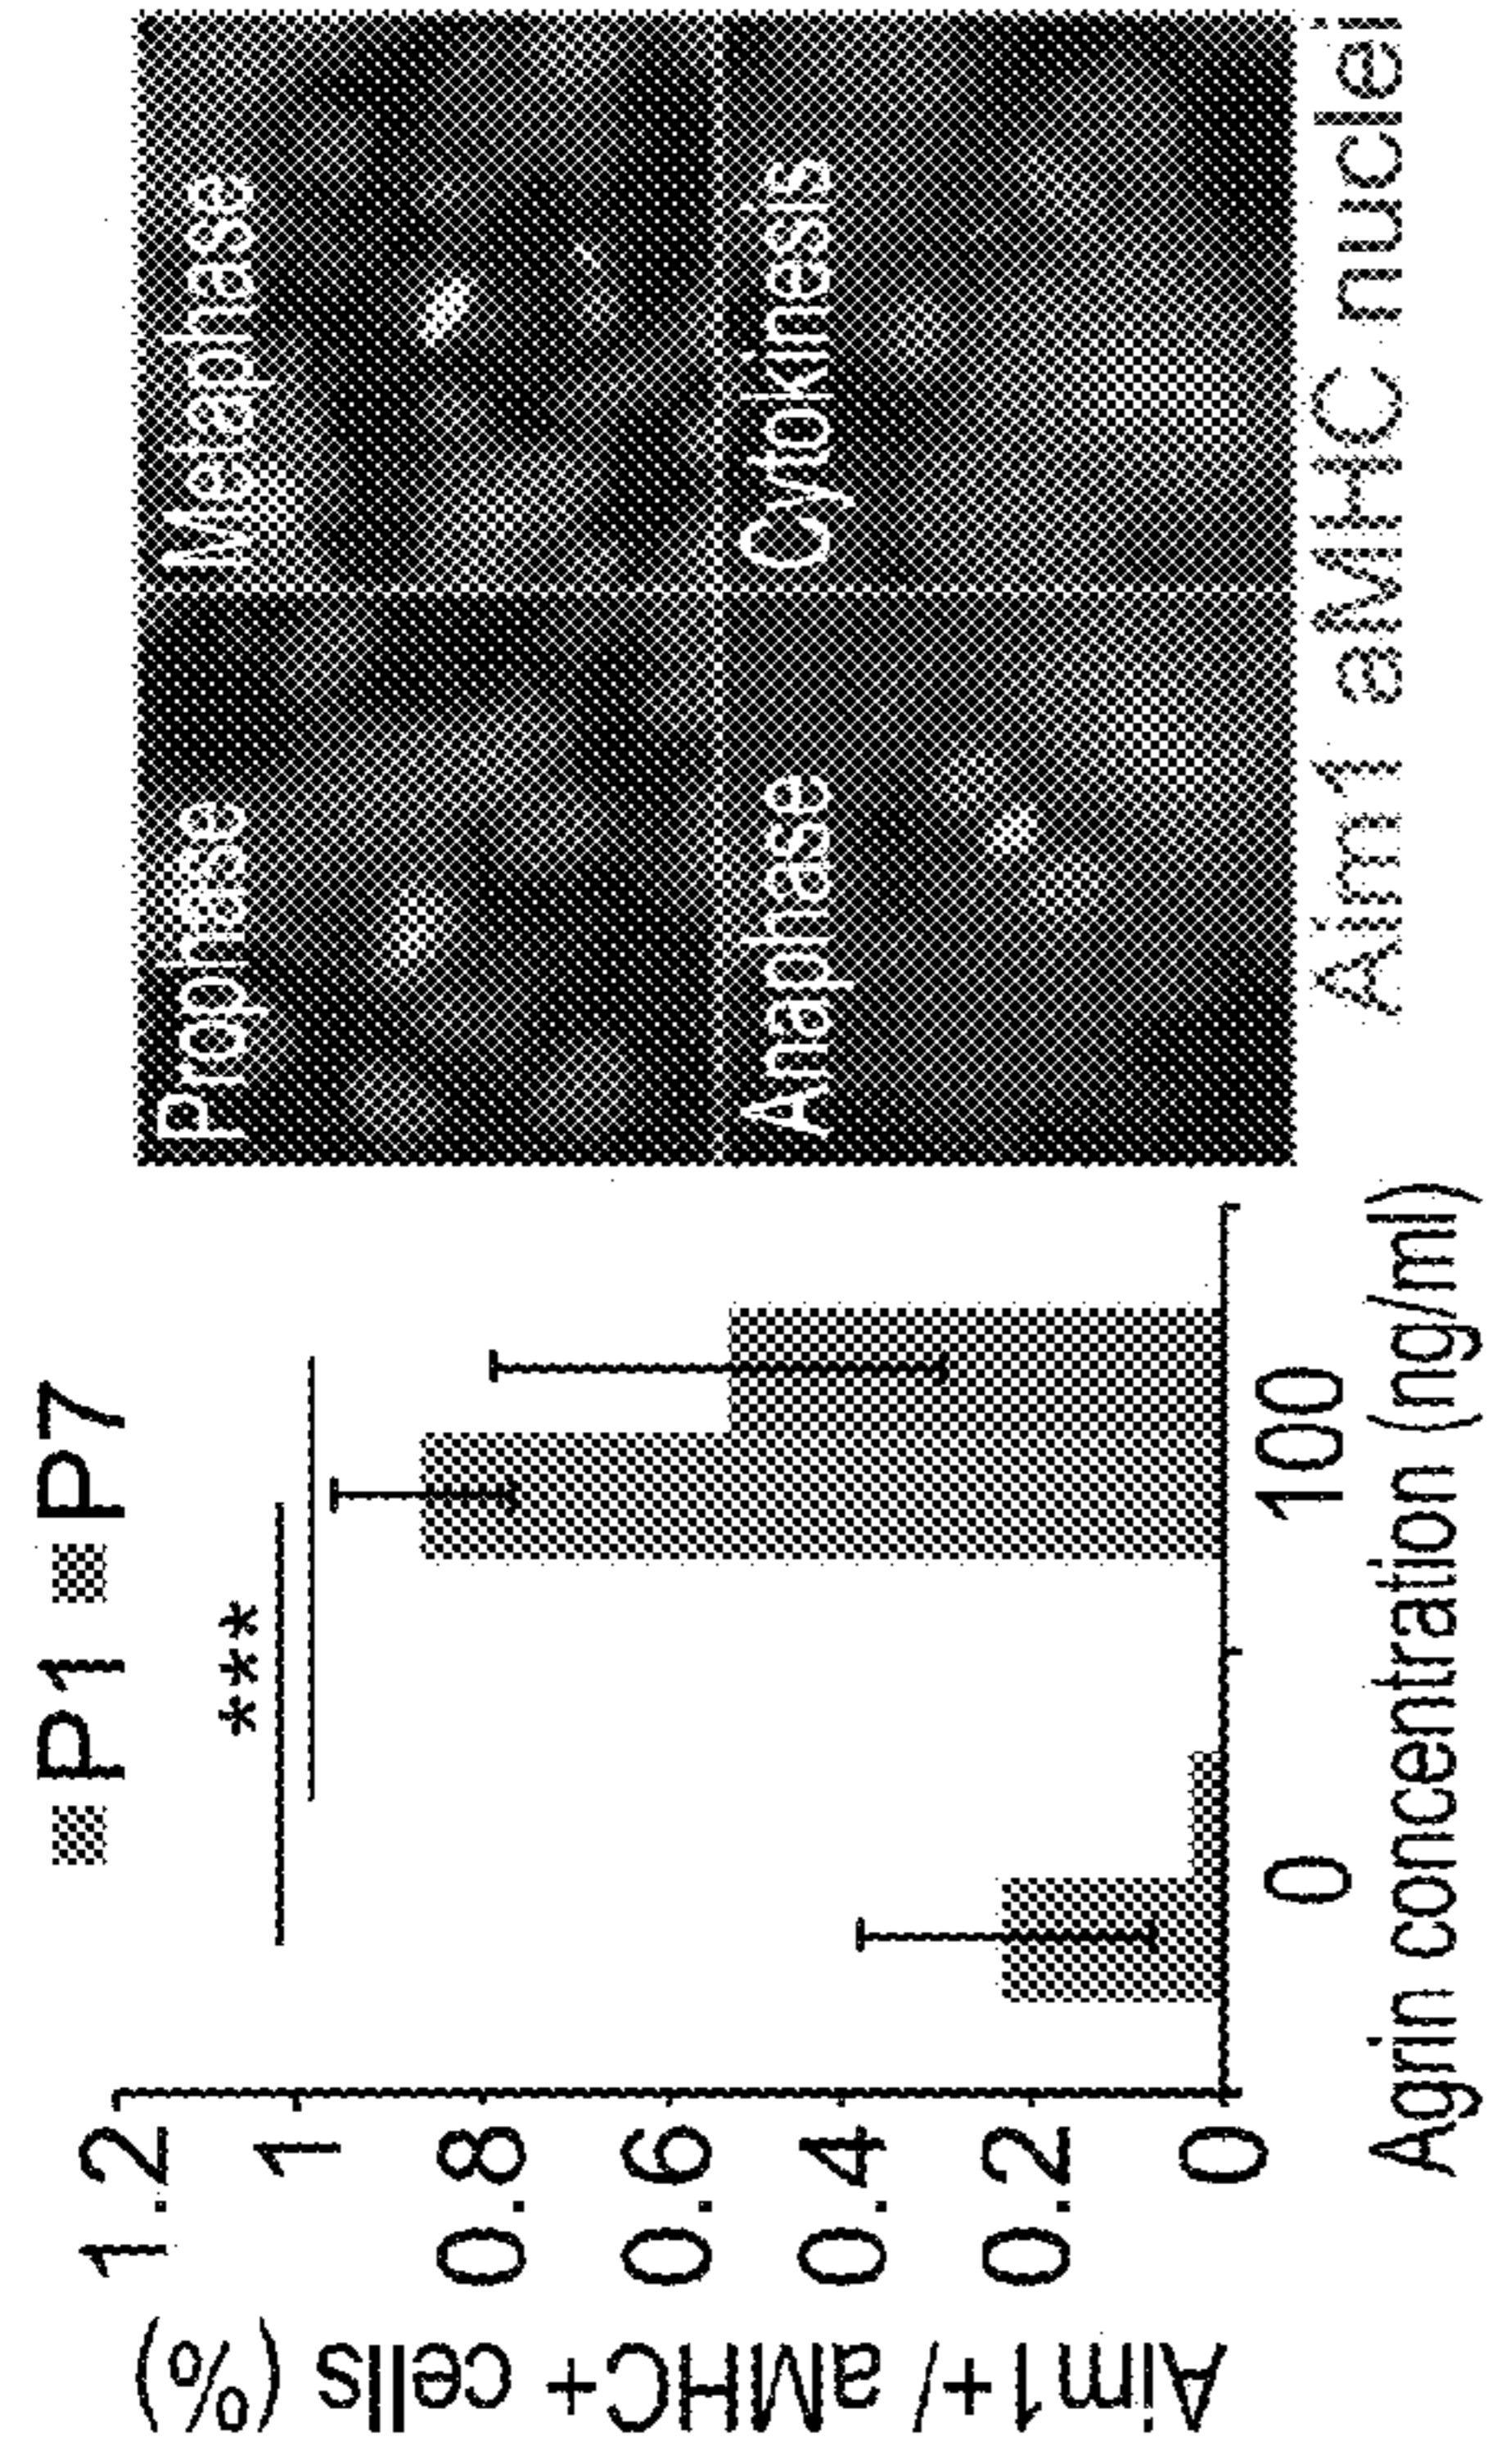 P1 P7
***
1.2
1
0.8
0.6
0.4
0.2
0
Aim1+/ aMHC+ cells (%)
0 100
Agrin concentration (ng/ml)
Prophase Metaphase
Anaphase Cytokinesis
Aim1 aMHC nuclei